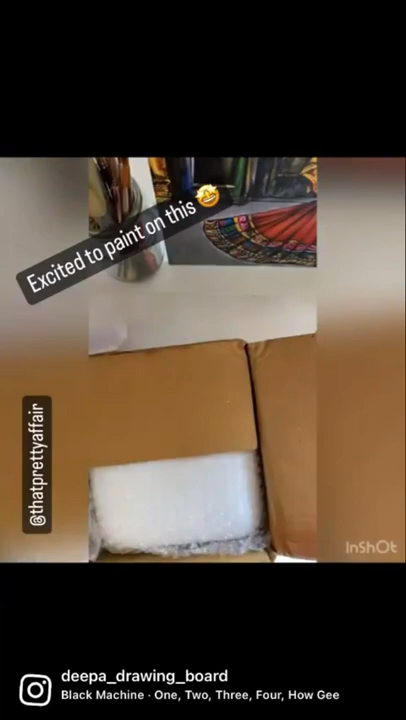 Excited to paint on this 🤩
@thatprettyaffair
InShOt
deepa_drawing_board
Black Machine · One, Two, Three, Four, How Gee